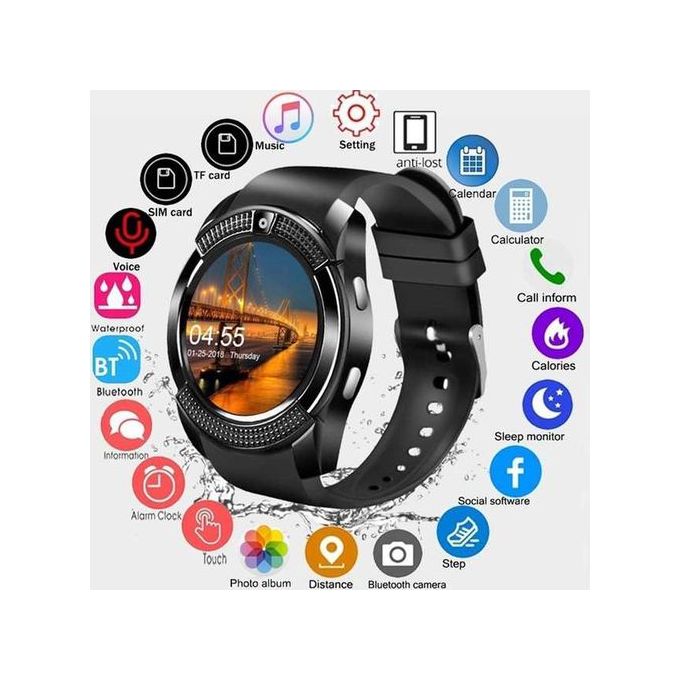 Music
Setting
anti-lost
Calendar
Calculator
Call inform
Calories
Sleep monitor
Social software
f
Step
Bluetooth camera
Distance
Photo album
Touch
Alarm Clock
Information
BT
Bluetooth
Waterproof
Voice
SIM card
TF card
04:55
01-25-2018